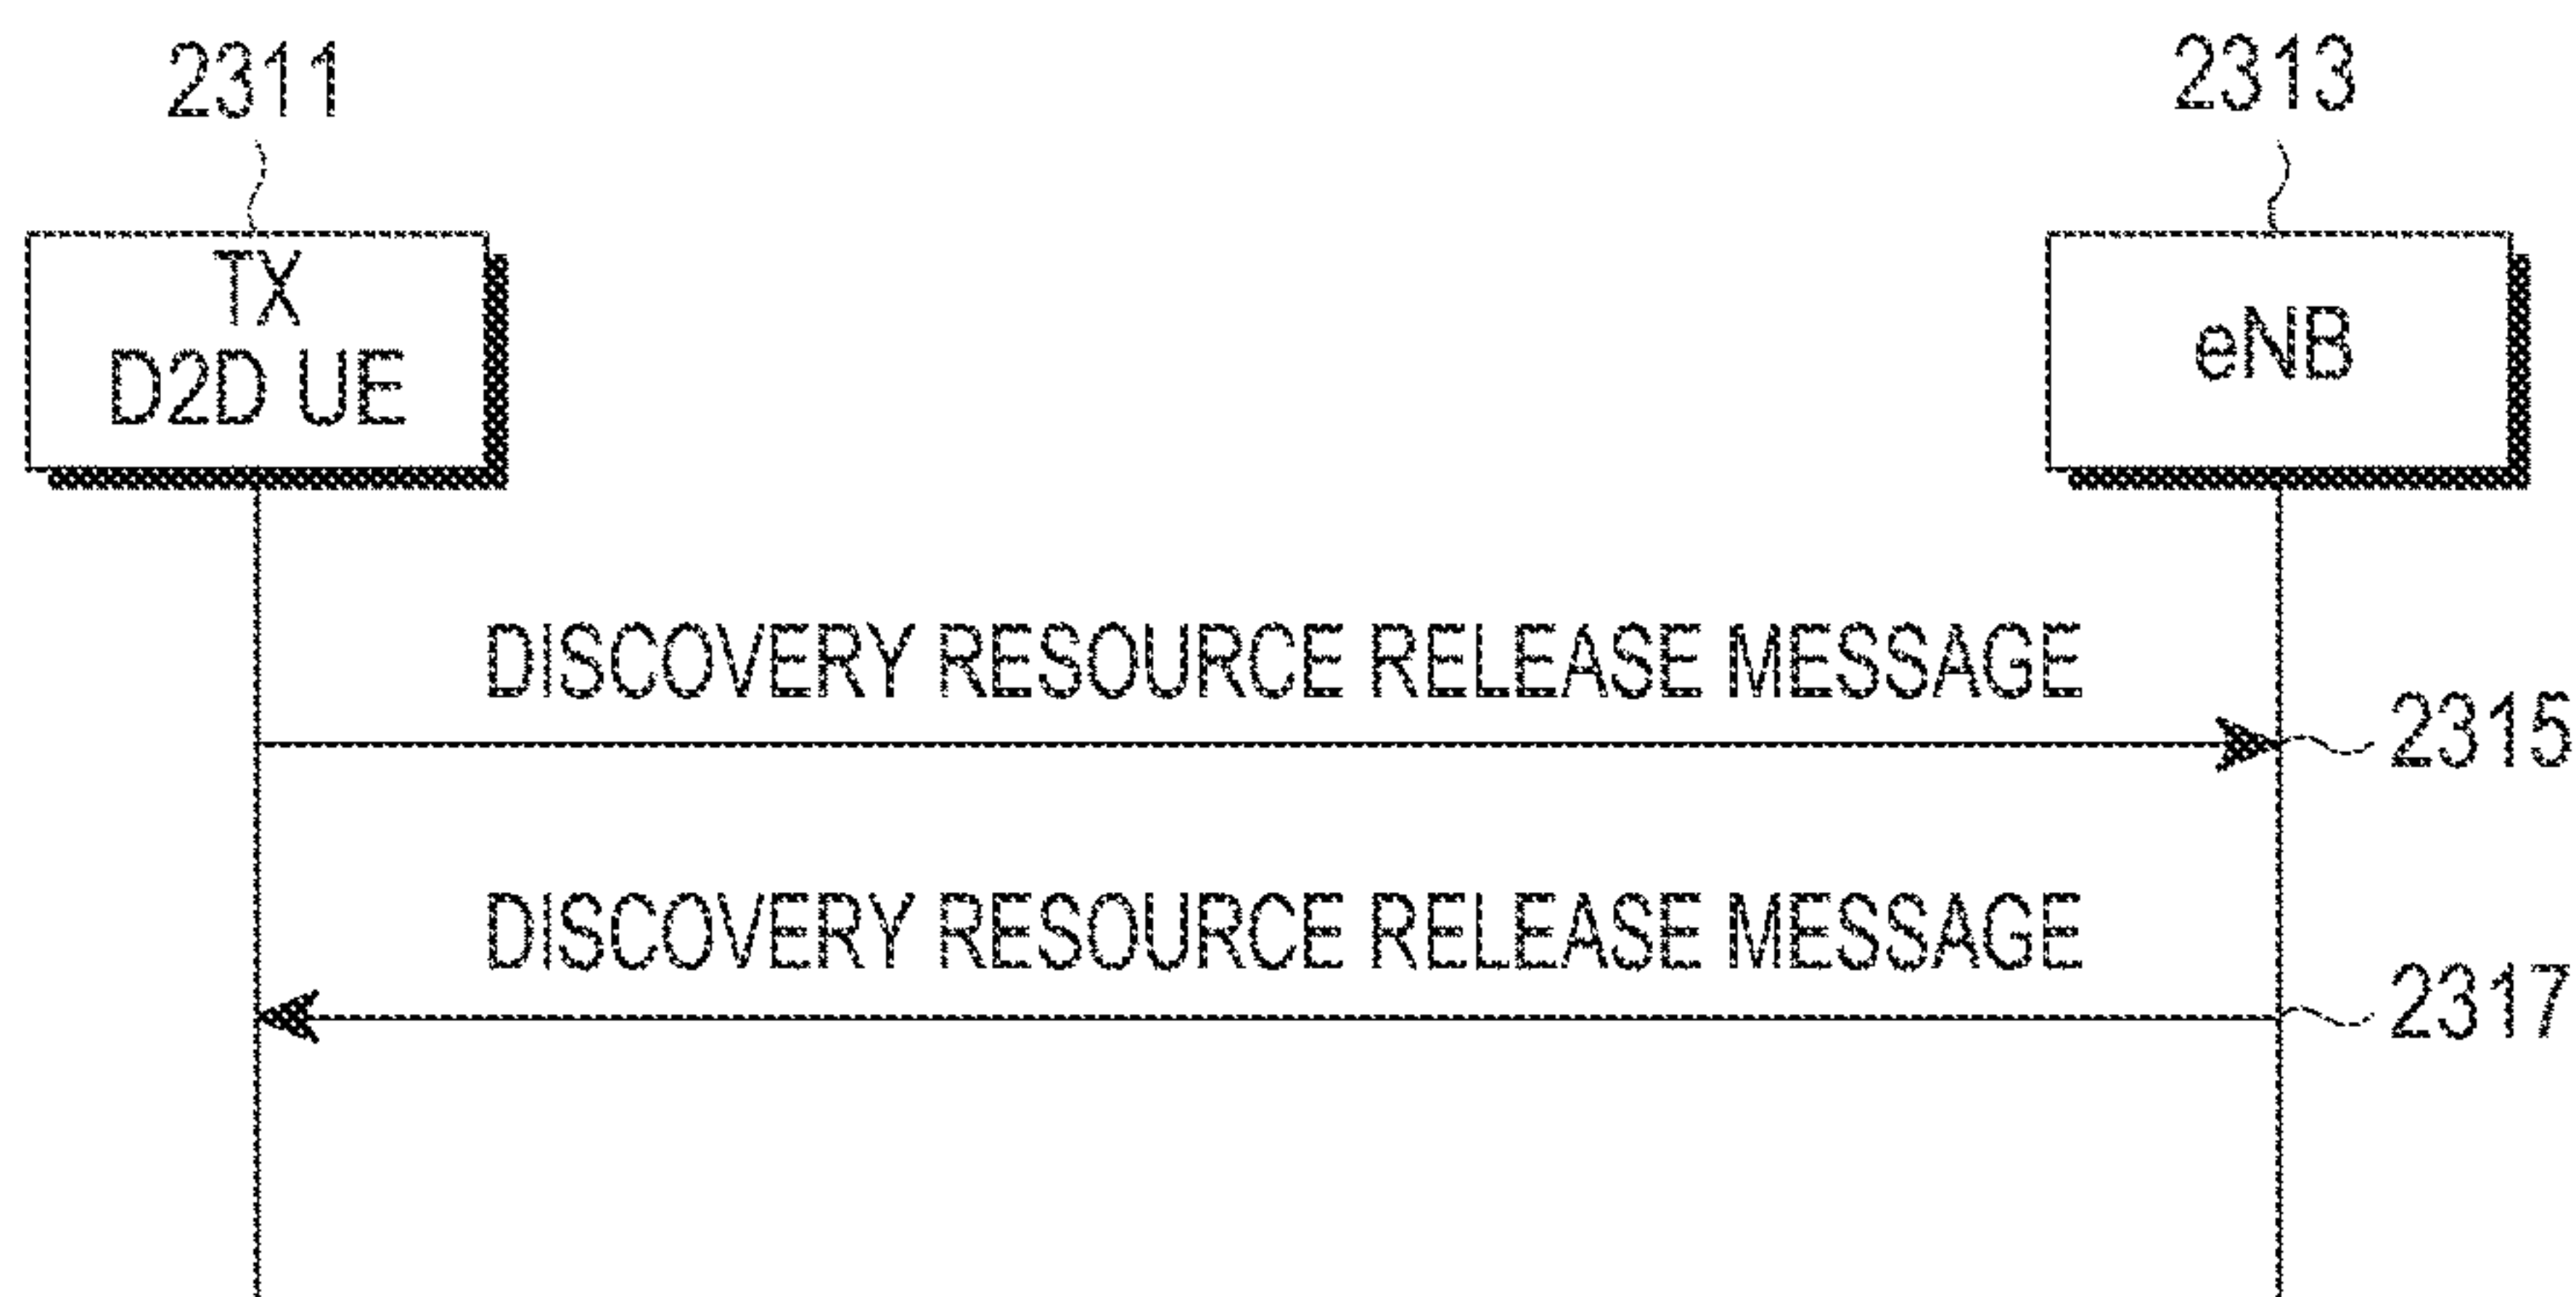 2311
2313
TX
D2D UE
eNB
DISCOVERY RESOURCE RELEASE MESSAGE
2315
DISCOVERY RESOURCE RELEASE MESSAGE
2317